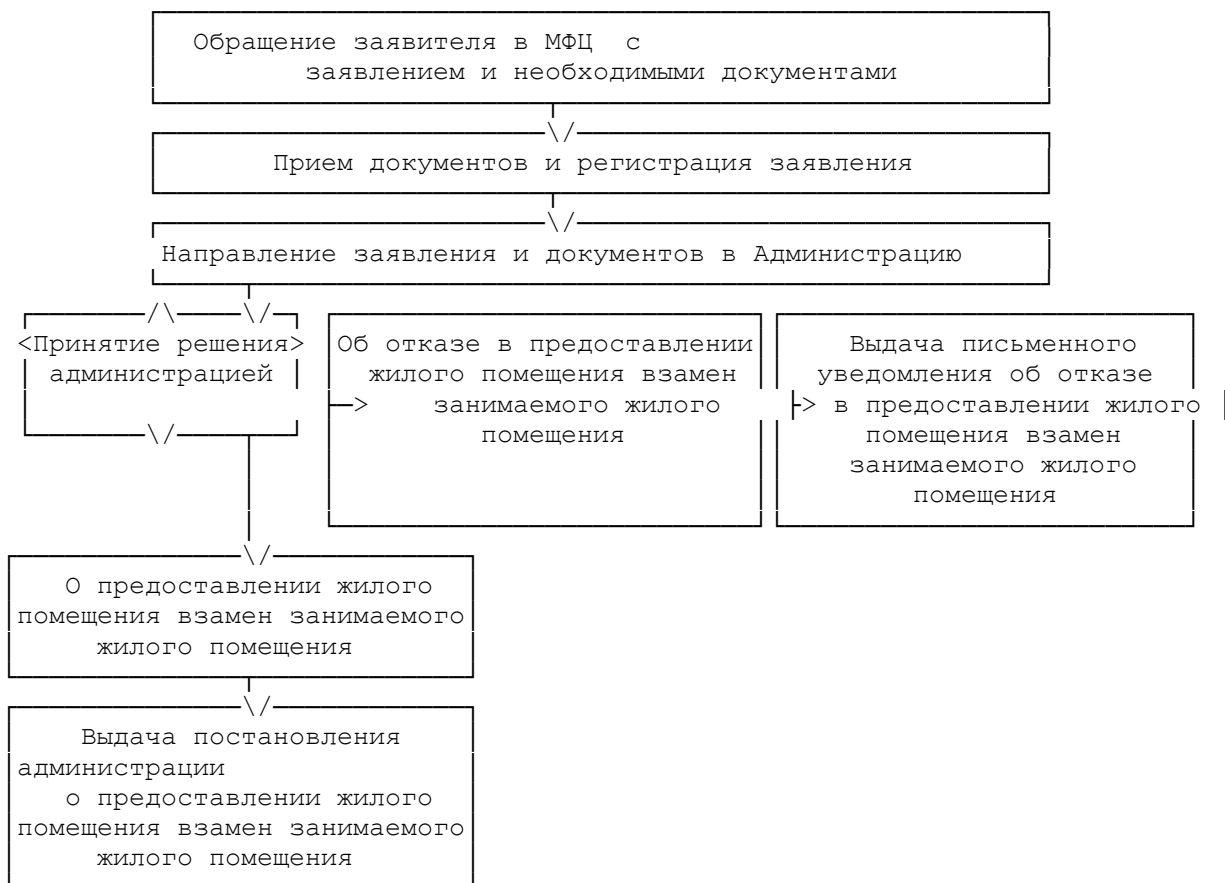 Обращение заявителя в МФЦ с
заявлением и необходимыми документами
Прием документов и регистрация заявления
Направление заявления и документов в Администрацию
<Принятие решения>
администрацией
Об отказе в предоставлении
жилого помещения взамен
занимаемого жилого
помещения
Выдача письменного
уведомления об отказе
в предоставлении жилого
помещения взамен
занимаемого жилого
помещения
О предоставлении жилого
помещения взамен занимаемого
жилого помещения
Выдача постановления
администрации
о предоставлении жилого
помещения взамен занимаемого
жилого помещения